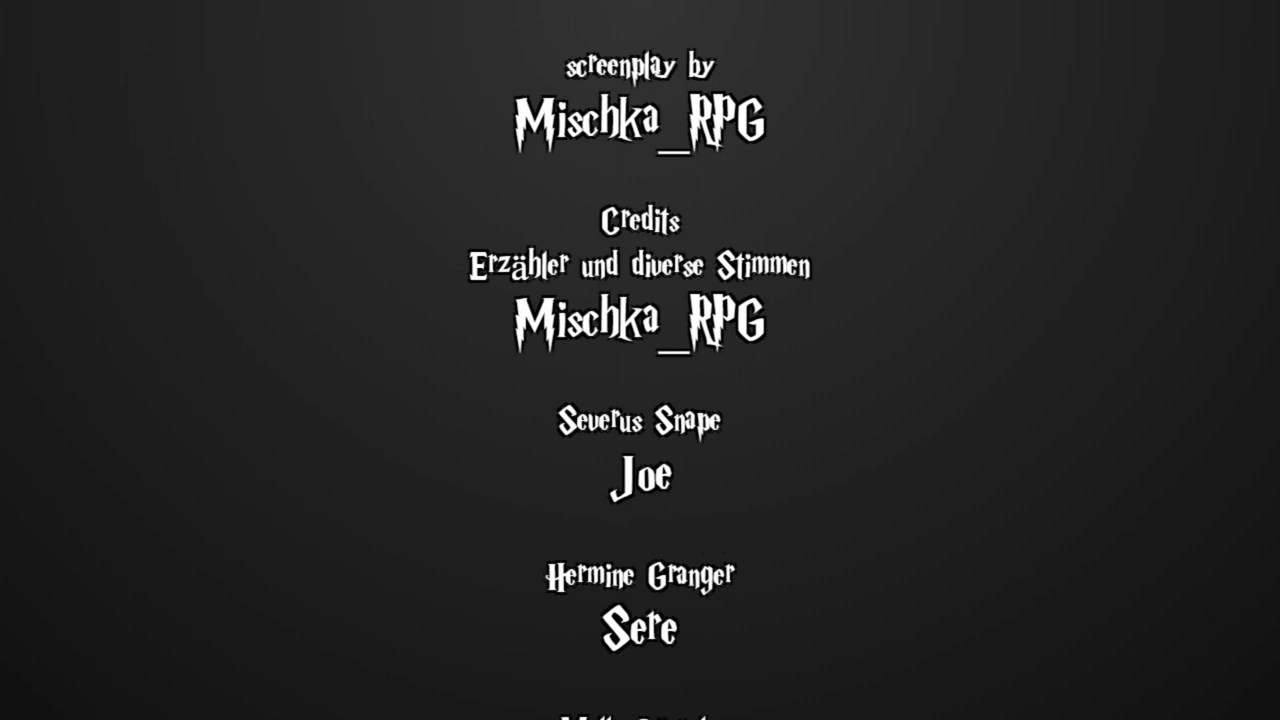 screenplay by
Mischka_RPG
Credits
Erzähler und diverse Stimmen
Mischka_RPG
Severus Snape
Joe
Hermine Granger
Sere